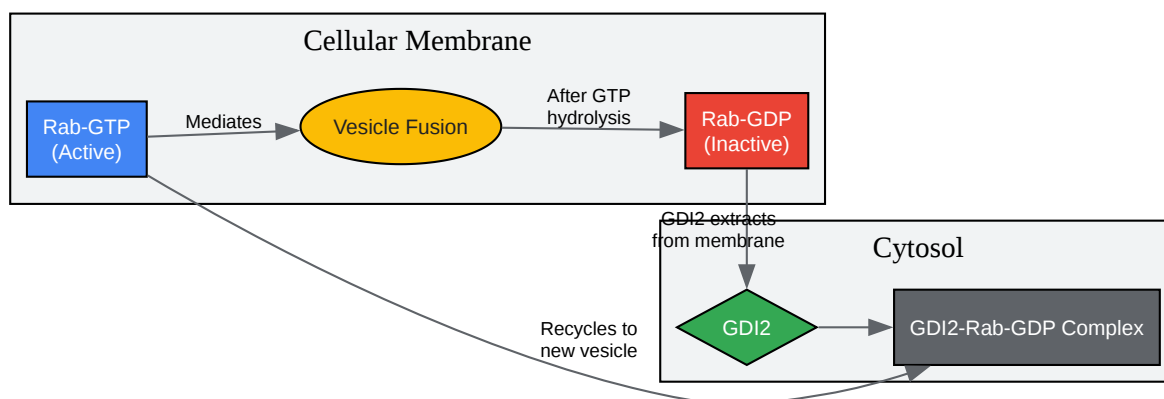 Cellular Membrane
Rab-GTP
(Active)
Mediates
Vesicle Fusion
After GTP
hydrolysis
Rab-GDP
(Inactive)
GDI2 extracts
from membrane
Cytosol
Recycles to
new vesicle
GDI2
GDI2-Rab-GDP Complex